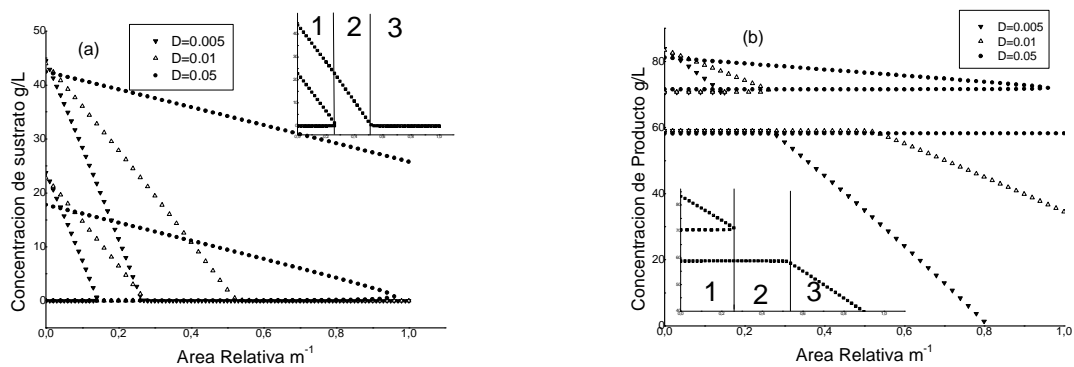 (a)
D=0.005
D=0.01
D=0.05
1 2 3
50
40
30
20
10
0
0,0 0,2 0,4 0,6 0,8 1,0
Concentracion de sustrato g/L
Area Relativa m-1
(b)
D=0.005
D=0.01
D=0.05
80
60
40
20
0
1 2 3
0,0 0,2 0,4 0,6 0,8 1,0
Concentracion de Producto g/L
Area Relativa m-1